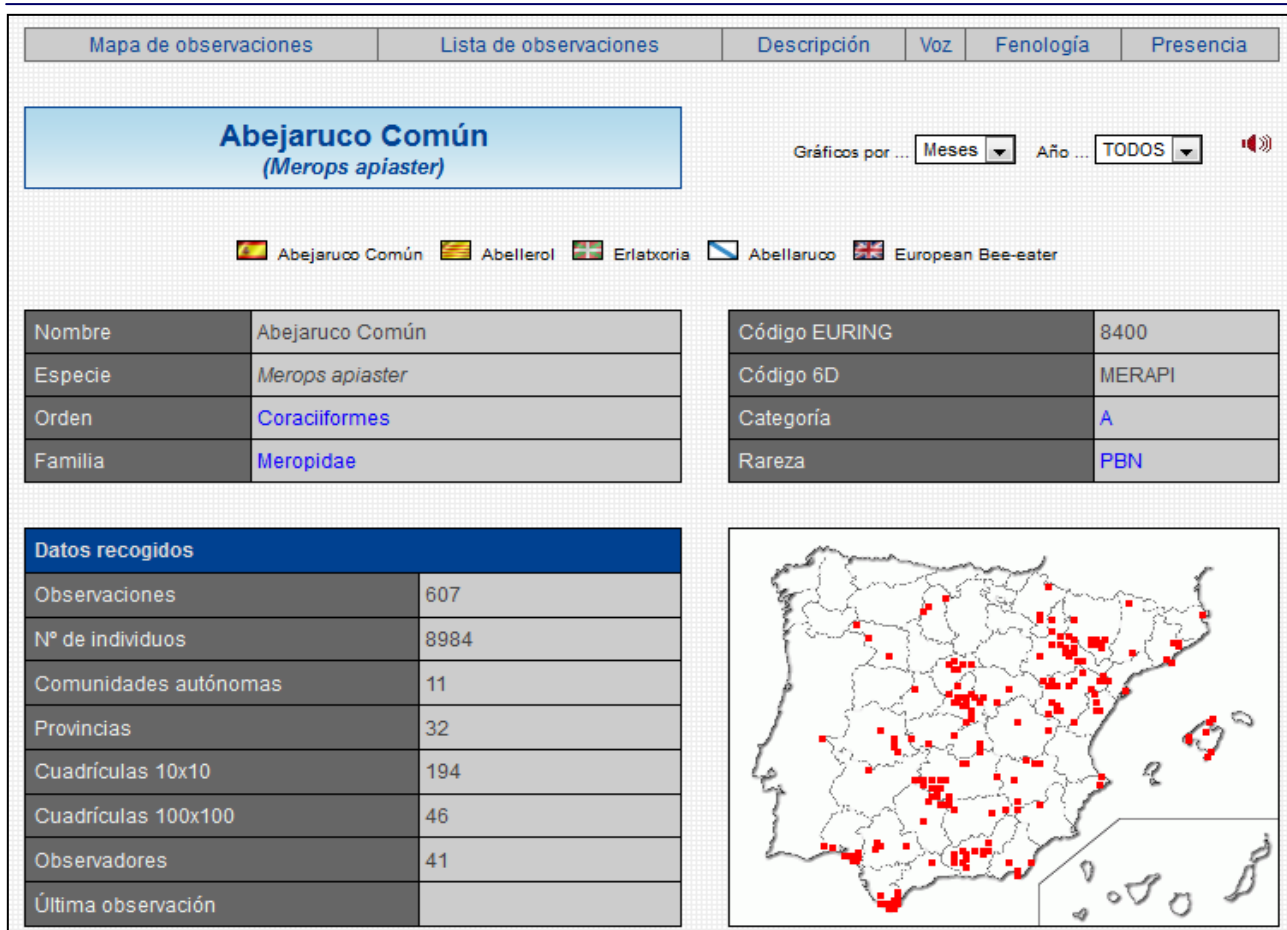 Mapa de observaciones Lista de observaciones Descripción Voz Fenología Presencia
Abejaruco Común
(Merops apiaster)
Gráficos por ... Meses Año ... TODOS
Abejaruco Común Abellerol Erlatxoria Abellaruco European Bee-eater
Nombre Abejaruco Común
Especie Merops apiaster
Orden Coraciiformes
Familia Meropidae
Código EURING 8400
Código 6D MERAPI
Categoría A
Rareza PBN
Datos recogidos
Observaciones 607
Nº de individuos 8984
Comunidades autónomas 11
Provincias 32
Cuadrículas 10x10 194
Cuadrículas 100x100 46
Observadores 41
Última observación